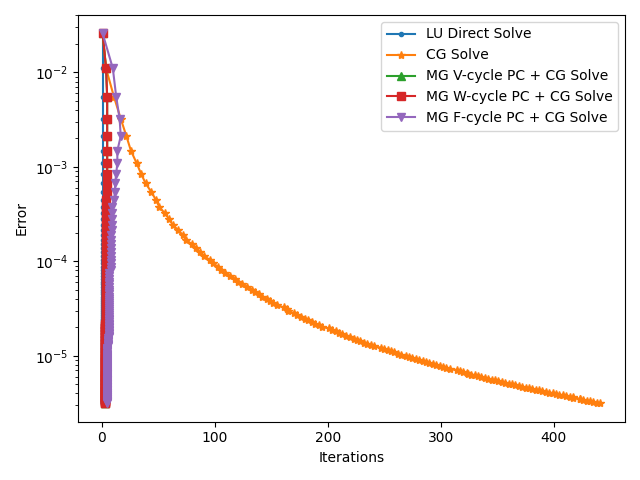 LU Direct Solve
CG Solve
MG V-cycle PC + CG Solve
MG W-cycle PC + CG Solve
MG F-cycle PC + CG Solve
10⁻²
10⁻³
10⁻⁴
10⁻⁵
Error
0 100 200 300 400
Iterations